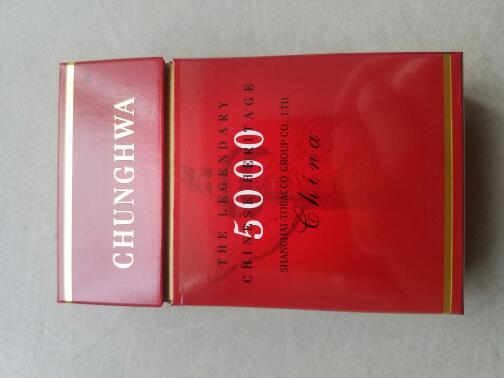 CHUNGHWA
THE LEGENDARY
CHINESE HERITAGE
5000
SHANGHAI TOBACCO GROUP CO.,LTD.
China